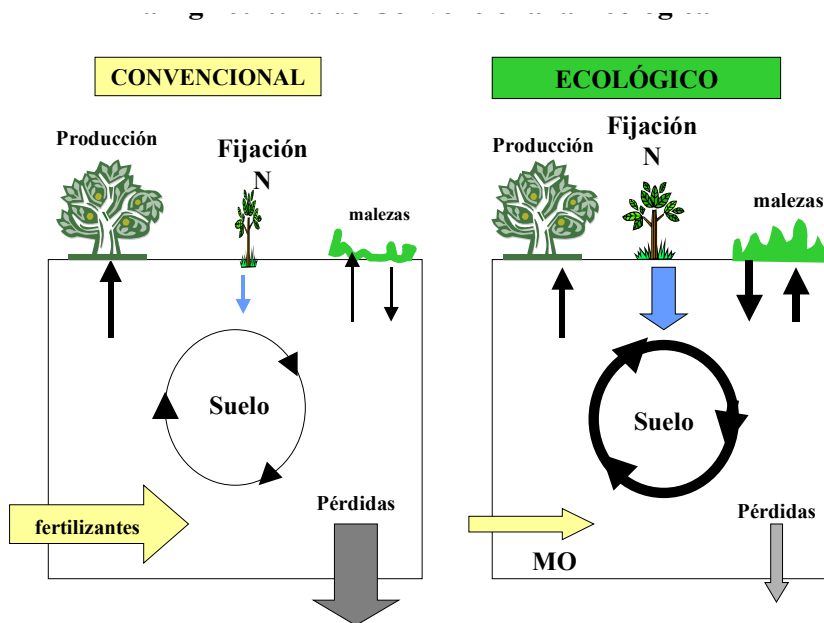 CONVENCIONAL
Producción
Fijación
N
malezas
Suelo
fertilizantes
Pérdidas
ECOLÓGICO
Producción
Fijación
N
malezas
Suelo
MO
Pérdidas